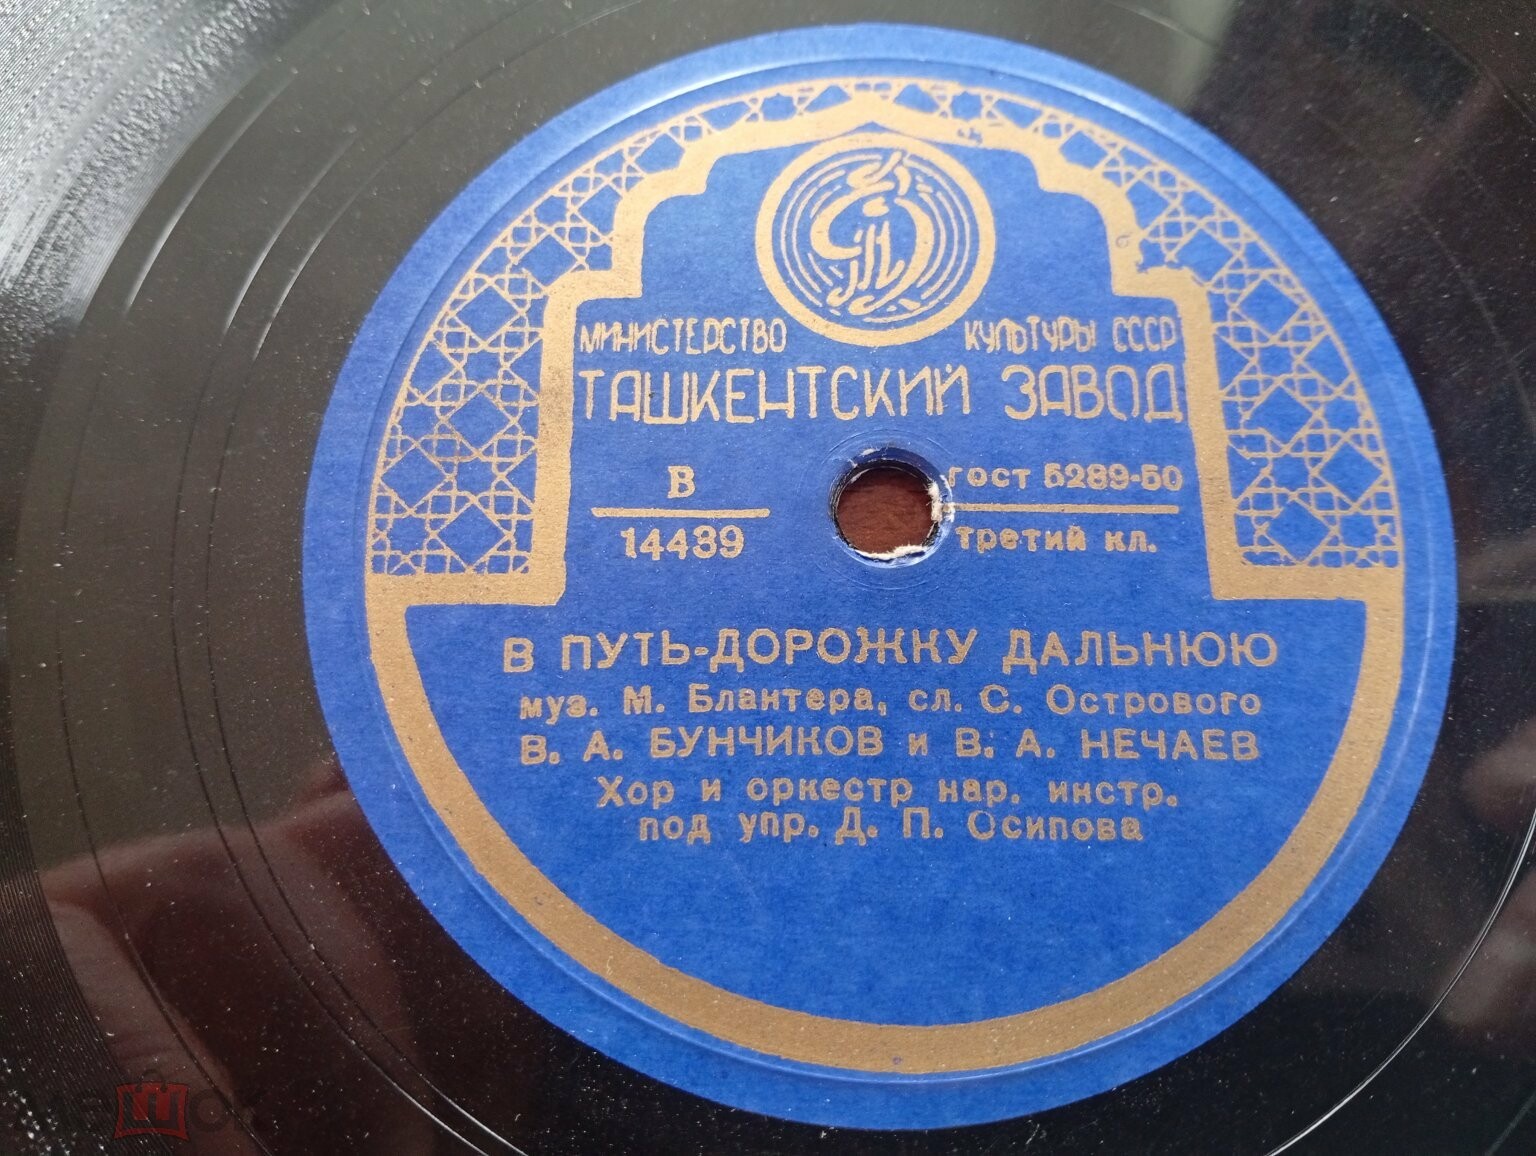 МИНИСТЕРСТВО КУЛЬТУРЫ СССР
ТАШКЕНТСКИЙ ЗАВОД
В
14439
гост 5289-50
третий кл.
В ПУТЬ-ДОРОЖКУ ДАЛЬНЮЮ
муз. М. Блантера, сл. С. Острового
В. А. БУНЧИКОВ и В. А. НЕЧАЕВ
Хор и оркестр нар. инстр.
под упр. Д. П. Осипова
мешок